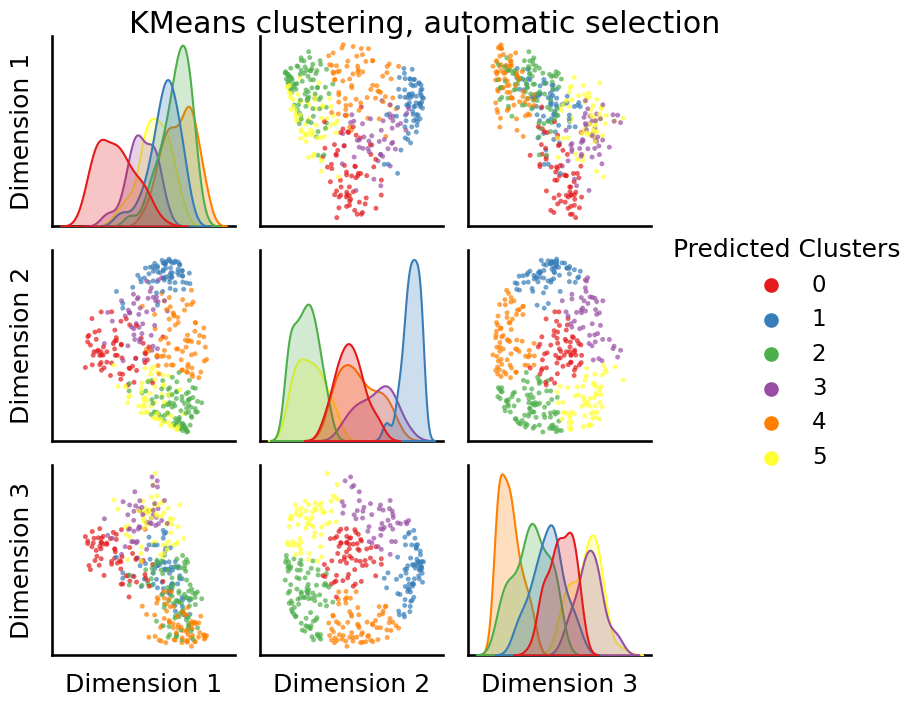 KMeans clustering, automatic selection
Dimension 1
Dimension 2
Dimension 3
Dimension 1
Dimension 2
Dimension 3
Predicted Clusters
0
1
2
3
4
5